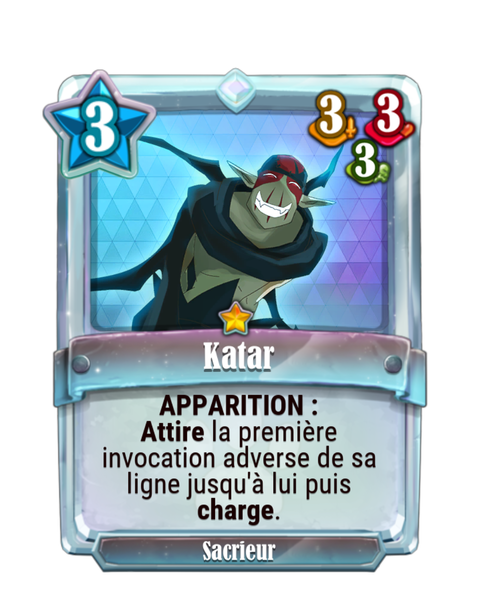 3
3
3
3
Katar
APPARITION :
Attire la première
invocation adverse de sa
ligne jusqu'à lui puis
charge.
Sacrieur